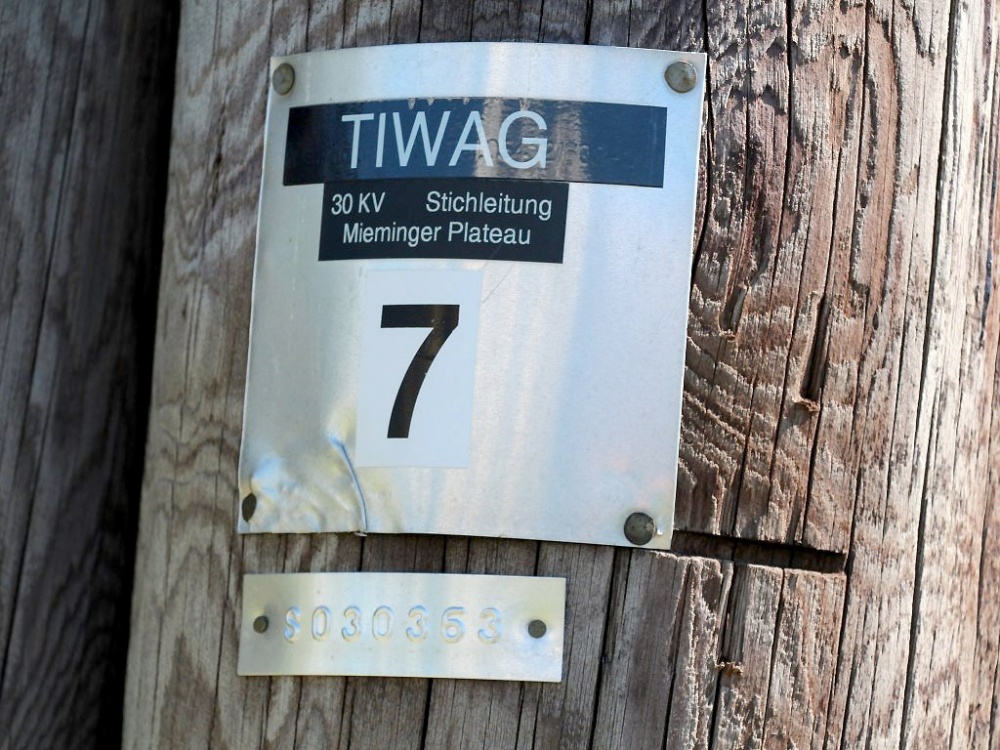 TIWAG
30 KV Stichleitung
Mieminger Plateau
7
S030353